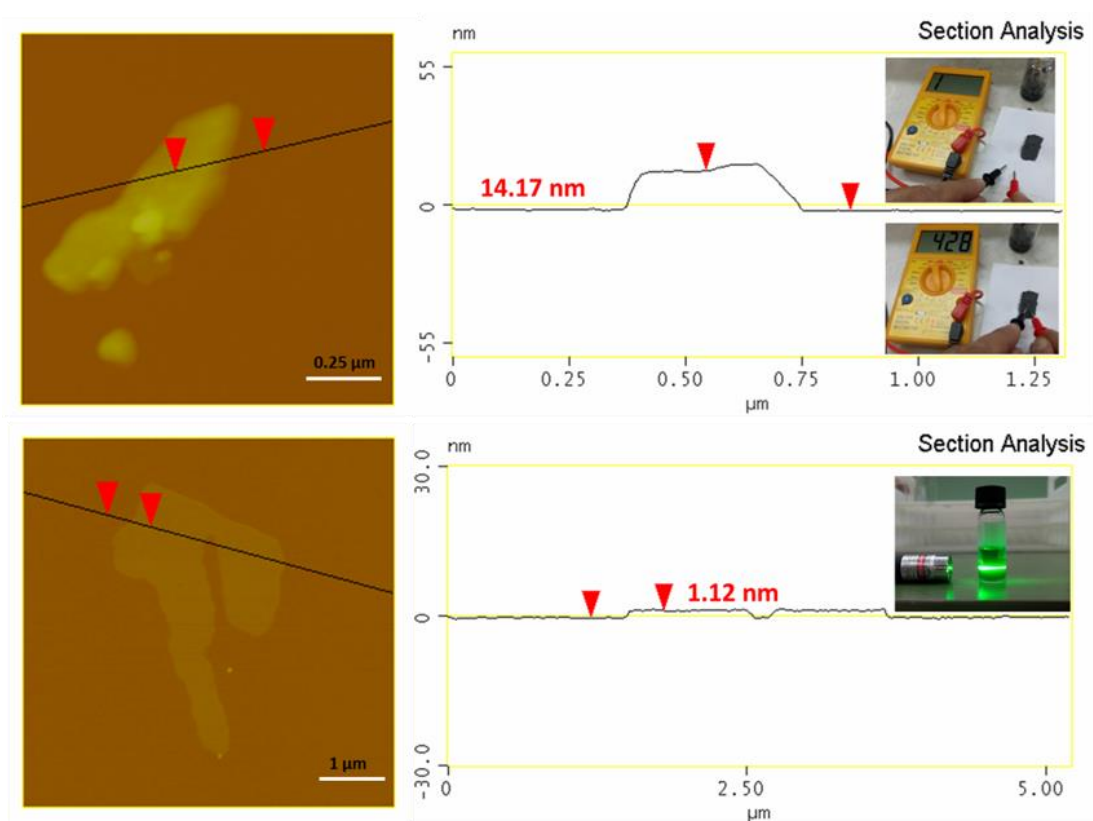 Section Analysis
nm
55
0
-55
14.17 nm
1
428
0 0.25 0.50 0.75 1.00 1.25
µm
0.25 µm
Section Analysis
nm
30.0
0
-30.0
1.12 nm
0 2.50 5.00
µm
1 µm